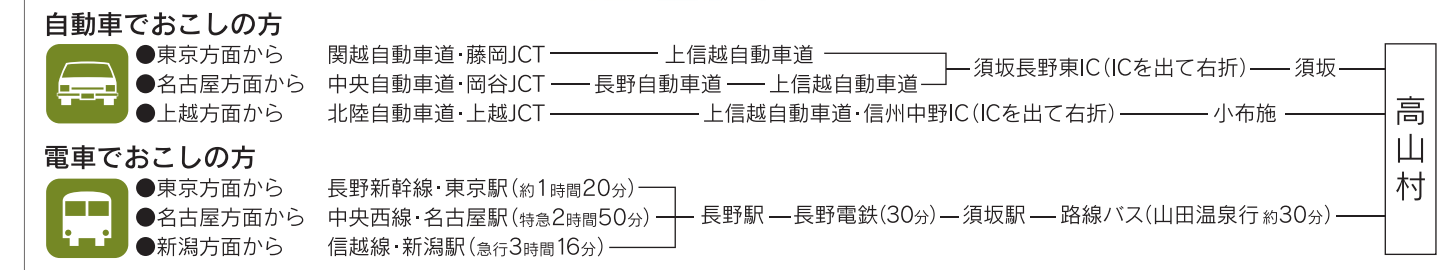 自動車でおこしの方
●東京方面から 関越自動車道・藤岡JCT 上信越自動車道
●名古屋方面から 中央自動車道・岡谷JCT 長野自動車道 上信越自動車道
須坂長野東IC(ICを出て右折) 須坂
●上越方面から 北陸自動車道・上越JCT 上信越自動車道・信州中野IC(ICを出て右折) 小布施
電車でおこしの方
●東京方面から 長野新幹線・東京駅(約1時間20分)
●名古屋方面から 中央西線・名古屋駅(特急2時間50分)
●新潟方面から 信越線・新潟駅(急行3時間16分)
長野駅 長野電鉄(30分) 須坂駅 路線バス(山田温泉行 約30分)
高山村